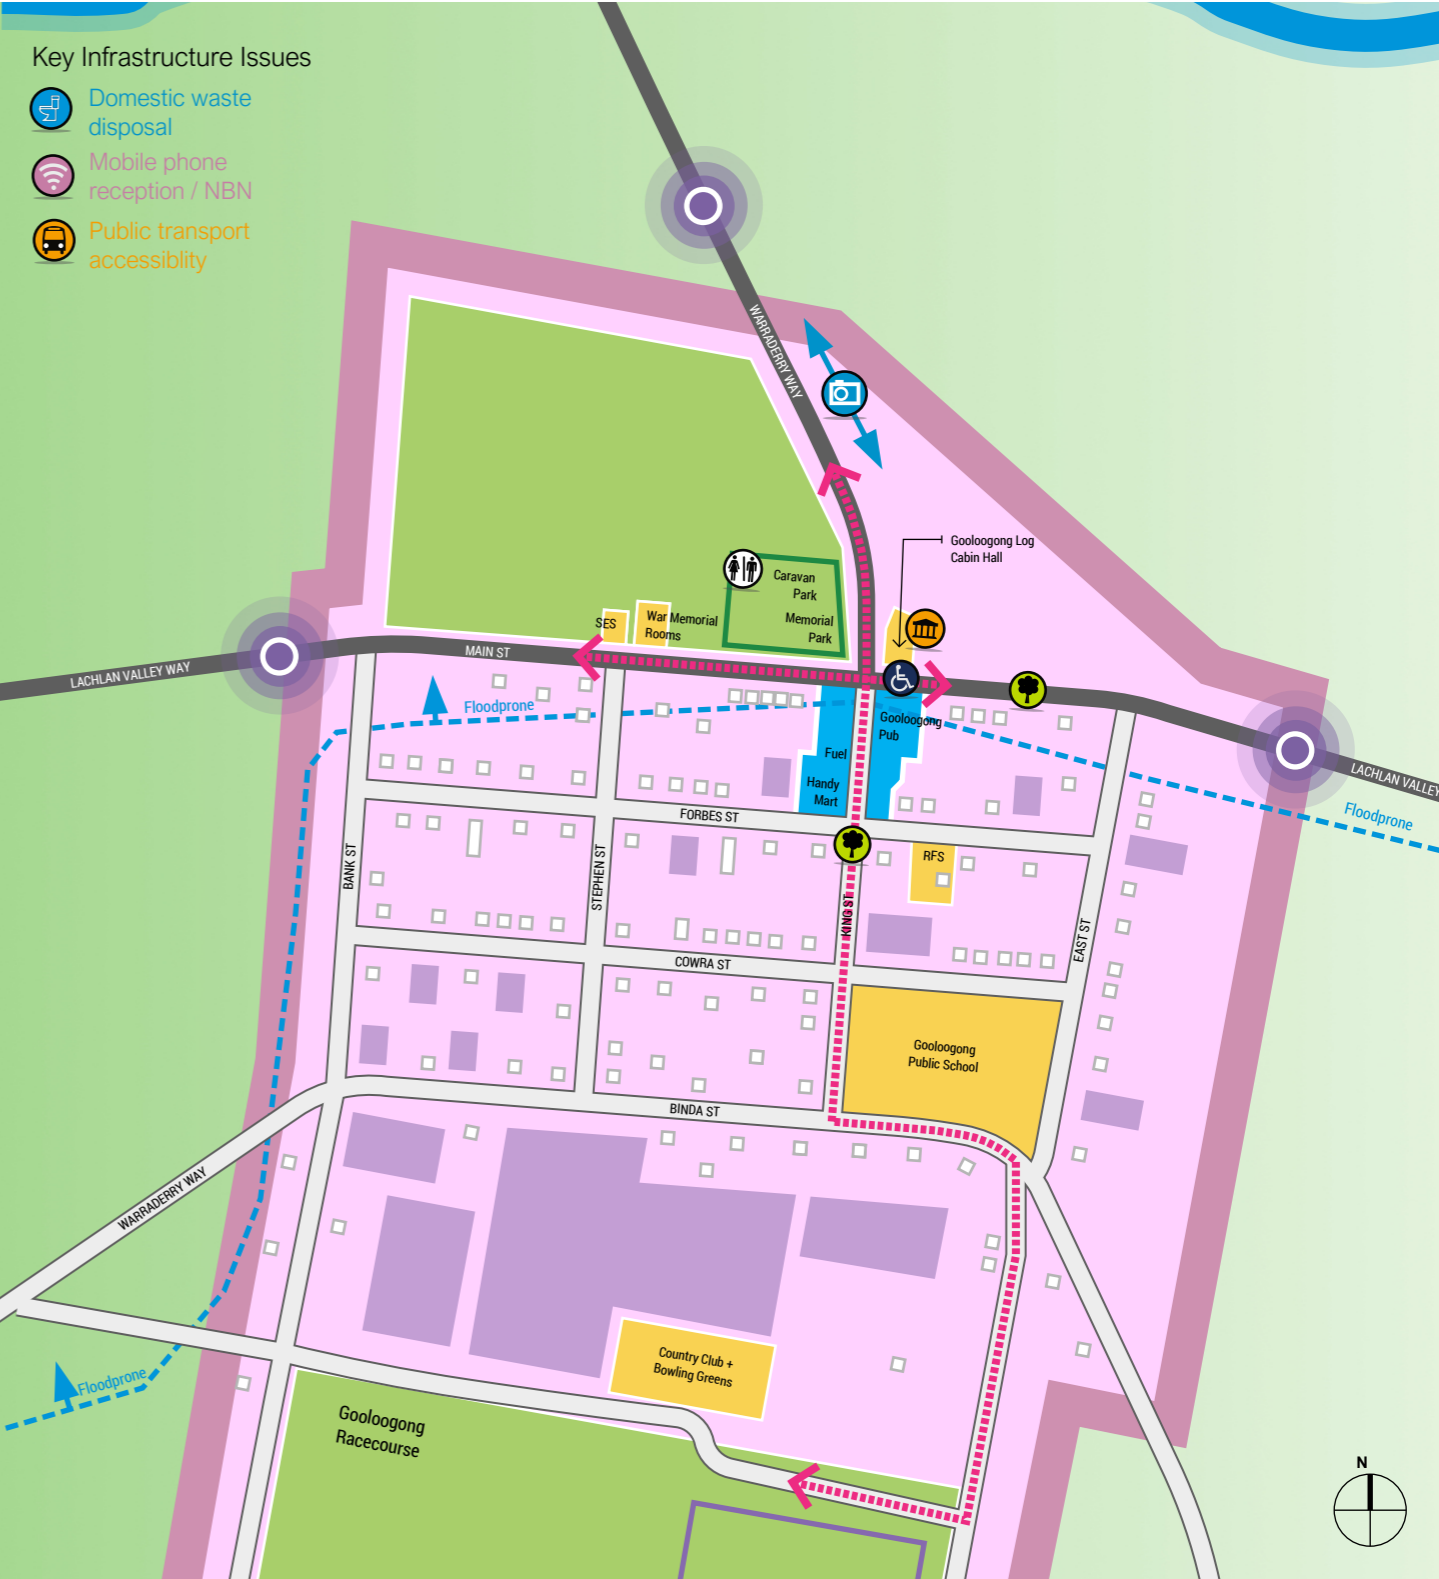 Key Infrastructure Issues
Domestic waste
disposal
Mobile phone
reception / NBN
Public transport
accessiblity
WARRADERRY WAY
Gooloogong Log
Cabin Hall
Caravan
Park
Memorial
Park
SES
War Memorial
Rooms
MAIN ST
LACHLAN VALLEY WAY
Floodprone
Gooloogong
Pub
Fuel
Handy
Mart
LACHLAN VALLEY
Floodprone
FORBES ST
RFS
BANK ST
STEPHEN ST
KING ST
EAST ST
COWRA ST
Gooloogong
Public School
BINDA ST
WARRADERRY WAY
Country Club +
Bowling Greens
Floodprone
Gooloogong
Racecourse
N